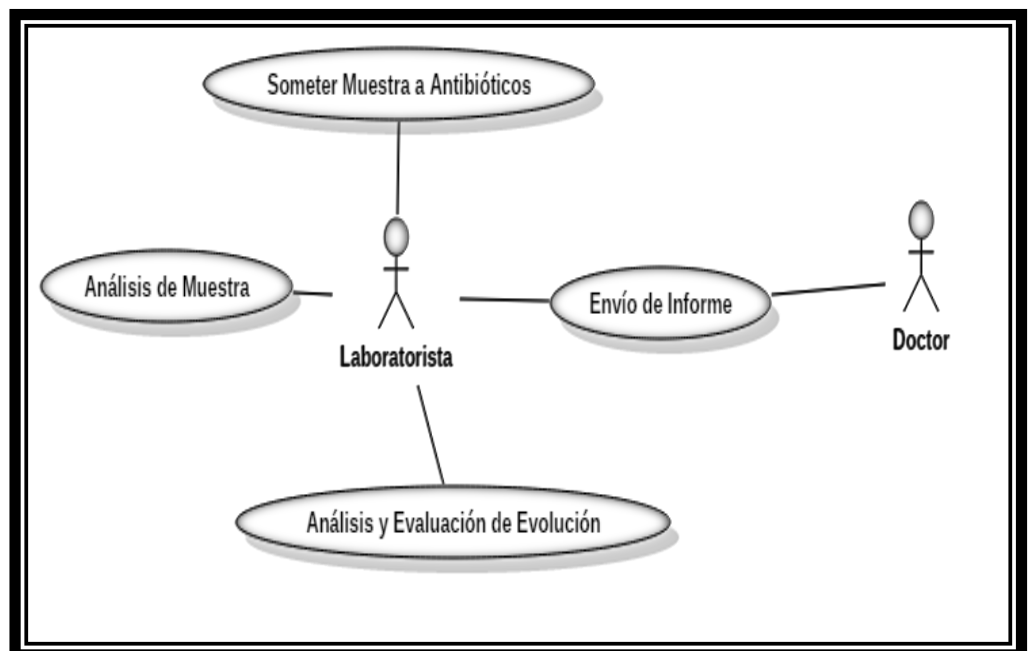 Someter Muestra a Antibióticos
Análisis de Muestra
Envío de Informe
Laboratorista
Doctor
Análisis y Evaluación de Evolución